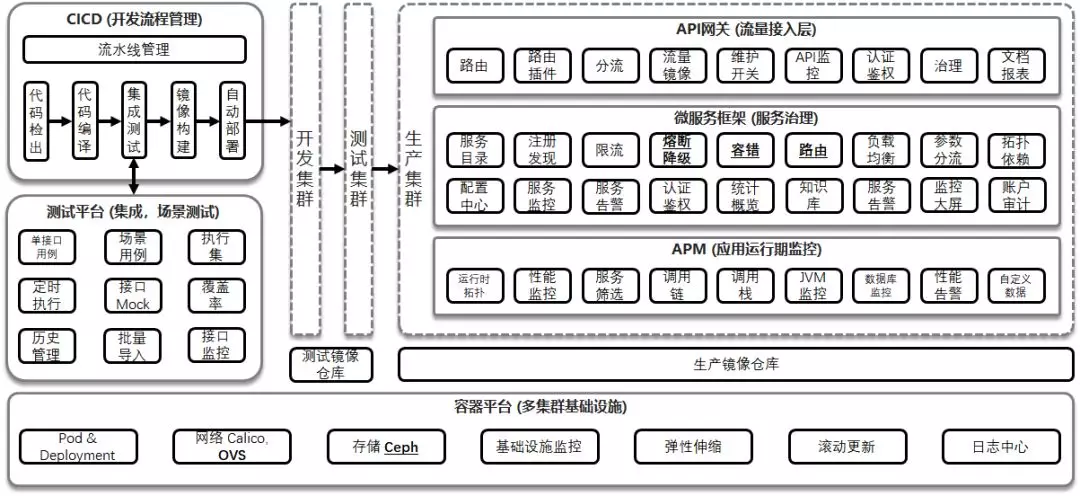 CICD (开发流程管理)
流水线管理
代码检出
代码编译
集成测试
镜像构建
自动部署
测试平台 (集成，场景测试)
单接口
用例
场景
用例
执行
集
定时
执行
接口
Mock
覆盖
率
历史
管理
批量
导入
接口
监控
开发集群
测试集群
测试镜像
仓库
生产集群
API网关 (流量接入层)
路由
路由
插件
分流
流量
镜像
维护
开关
API监
控
认证
鉴权
治理
文档
报表
微服务框架 (服务治理)
服务
目录
注册
发现
限流
熔断
降级
容错
路由
负载
均衡
参数
分流
拓扑
依赖
配置
中心
服务
监控
服务
告警
认证
鉴权
统计
概览
知识
库
服务
告警
监控
大屏
账户
审计
APM (应用运行期监控)
运行时
拓扑
性能
监控
服务
筛选
调用
链
调用
栈
JVM
监控
数据库
监控
性能
告警
自定义
数据
生产镜像仓库
容器平台 (多集群基础设施)
Pod &
Deployment
网络 Calico,
OVS
存储 Ceph
基础设施监控
弹性伸缩
滚动更新
日志中心